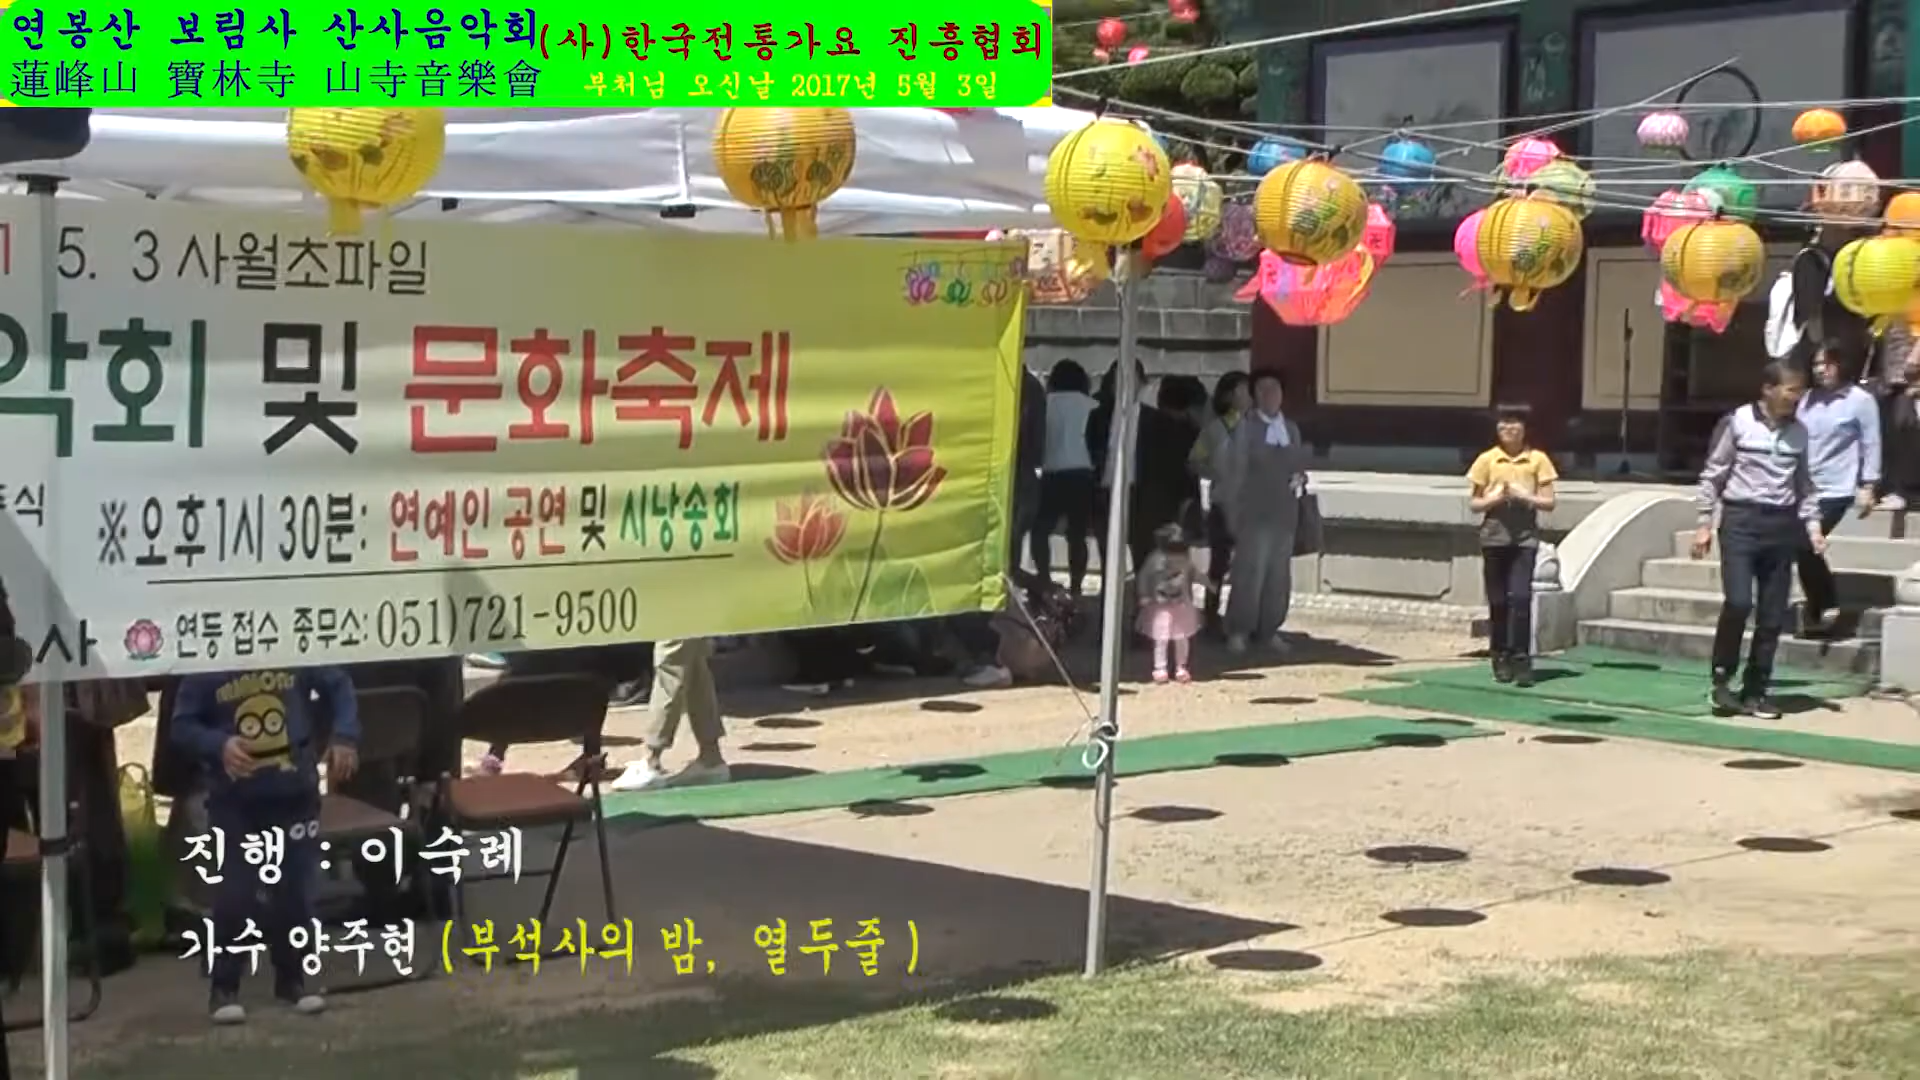 연봉산 보림사 산사음악회 (사)한국전통가요 진흥협회
蓮峰山 寶林寺 山寺音樂會 부처님 오신날 2017년 5월 3일
5. 3 사월초파일
악회 및 문화축제
식 ※오후1시 30분: 연예인 공연 및 시낭송회
사 연등 접수 종무소: 051)721-9500
진행 : 이숙례
가수 양주현 (부석사의 밤, 열두줄 )